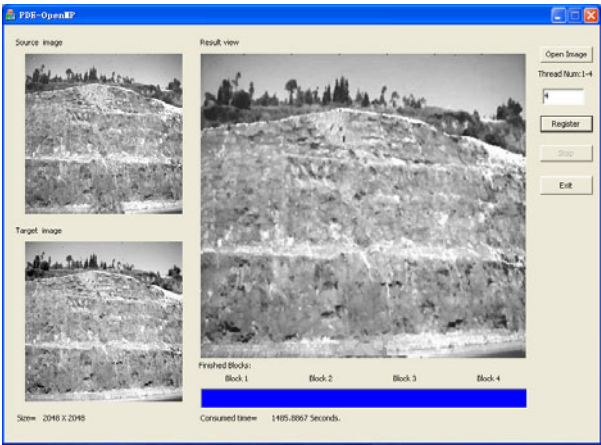 PDE-OpenMP
Source image
Result view
Open Image
Thread Num:1-4
4
Register
Stop
Exit
Target image
Finished Blocks:
Block 1 Block 2 Block 3 Block 4
Size= 2048 X 2048
Consumed time= 1485.8867 Seconds.